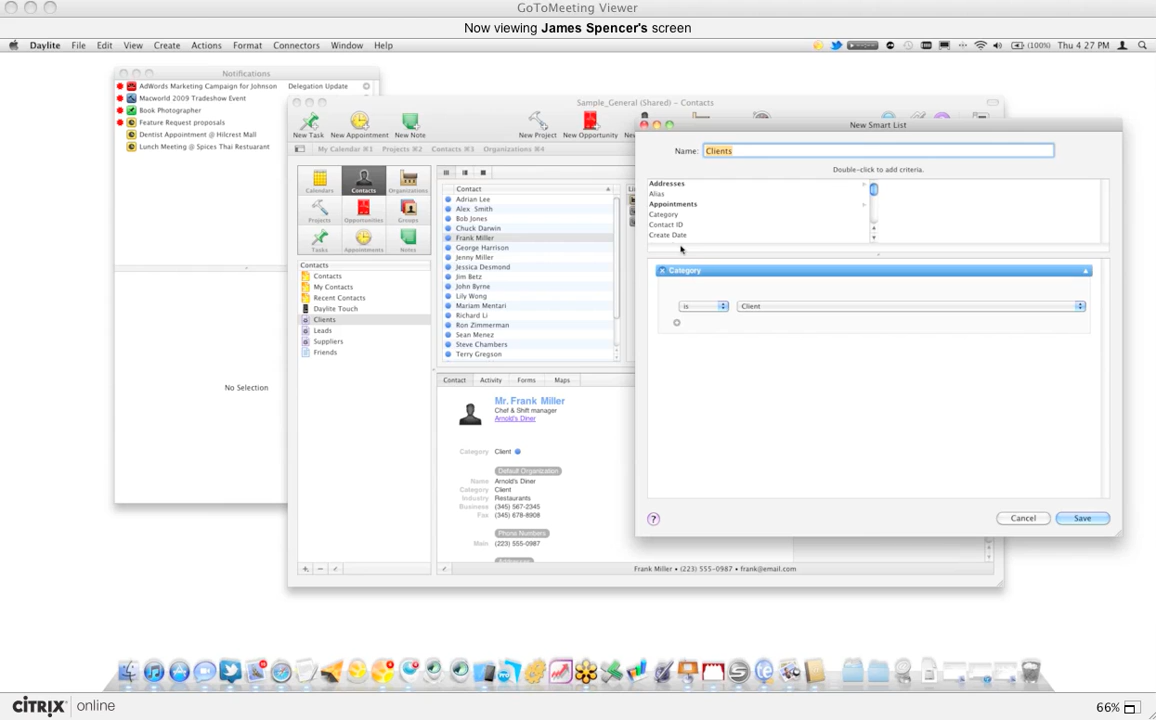 GoToMeeting Viewer
Now viewing James Spencer's screen
Daylite File Edit View Create Actions Format Connectors Window Help
(100%) Thu 4:27 PM
Notifications
AdWords Marketing Campaign for Johnson Delegation Update
Macworld 2009 Tradeshow Event
Book Photographer
Feature Request proposals
Dentist Appointment @ Hilcrest Mall
Lunch Meeting @ Spices Thai Restuarant
No Selection
Sample_General (Shared) – Contacts
New Task New Appointment New Note New Project New Opportunity
My Calendar ⌘1 Projects ⌘2 Contacts ⌘3 Organizations ⌘4
Calendars Contacts Organizations
Projects Opportunities Groups
Tasks Appointments Notes
Contacts
Contacts
My Contacts
Recent Contacts
Daylite Touch
Clients
Leads
Suppliers
Friends
Contact
Adrian Lee
Alex Smith
Bob Jones
Chuck Darwin
Frank Miller
George Harrison
Jenny Miller
Jessica Desmond
Jim Betz
John Byrne
Lily Wong
Mariam Mentari
Richard Li
Ron Zimmerman
Sean Menez
Steve Chambers
Terry Gregson
Contact Activity Forms Maps
Mr. Frank Miller
Chef & Shift manager
Arnold's Diner
Category Client
Default Organization
Name Arnold's Diner
Category Client
Industry Restaurants
Business (345) 567-2345
Fax (345) 678-8908
Phone Numbers
Main (223) 555-0987
Frank Miller • (223) 555-0987 • frank@email.com
New Smart List
Name: Clients
Double-click to add criteria.
Addresses
Alias
Appointments
Category
Contact ID
Create Date
Category
is Client
? Cancel Save
CİTRIX online
66%